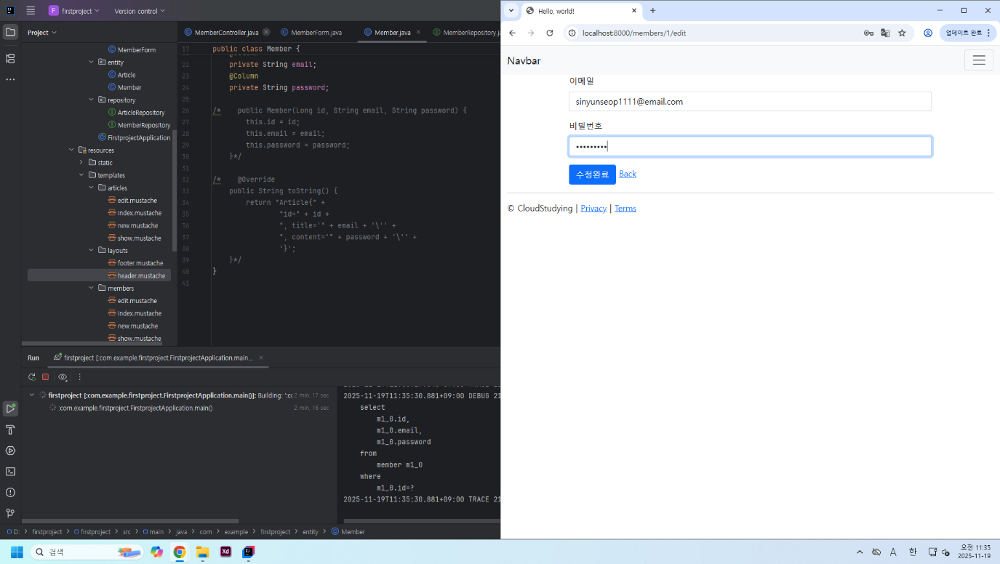 F firstproject Version control
Project
MemberForm
entity
Article
Member
repository
ArticleRepository
MemberRepository
FirstprojectApplication
resources
static
templates
articles
edit.mustache
index.mustache
new.mustache
show.mustache
layouts
footer.mustache
header.mustache
members
edit.mustache
index.mustache
new.mustache
show.mustache
MemberController.java MemberForm.java Member.java MemberRepository.ja
17 public class Member {
22 private String email;
23 @Column
24 private String password;
25
26 /* public Member(Long id, String email, String password) {
27 this.id = id;
28 this.email = email;
29 this.password = password;
30 }*/
31
32 /* @Override
33 public String toString() {
34 return "Article{" +
35 "id=" + id +
36 ", title='" + email + '\'' +
37 ", content='" + password + '\'' +
38 '}';
39 }*/
40 }
41
Run firstproject [:com.example.firstproject.FirstprojectApplication.main...
firstproject [:com.example.firstproject.FirstprojectApplication.main()]: Building: ':cc 2 min, 17 sec
:com.example.firstproject.FirstprojectApplication.main() 2 min, 16 sec
2025-11-19T11:35:30.881+09:00 DEBUG 21
select
m1_0.id,
m1_0.email,
m1_0.password
from
member m1_0
where
m1_0.id=?
2025-11-19T11:35:30.881+09:00 TRACE 21
D: > firstproject > firstproject > src > main > java > com > example > firstproject > entity > Member
Hello, world!
localhost:8000/members/1/edit
업데이트 완료
Navbar
이메일
sinyunseop1111@email.com
비밀번호
•••••••••
수정완료 Back
© CloudStudying | Privacy | Terms
검색
Xd
A 한
오전 11:35
2025-11-19